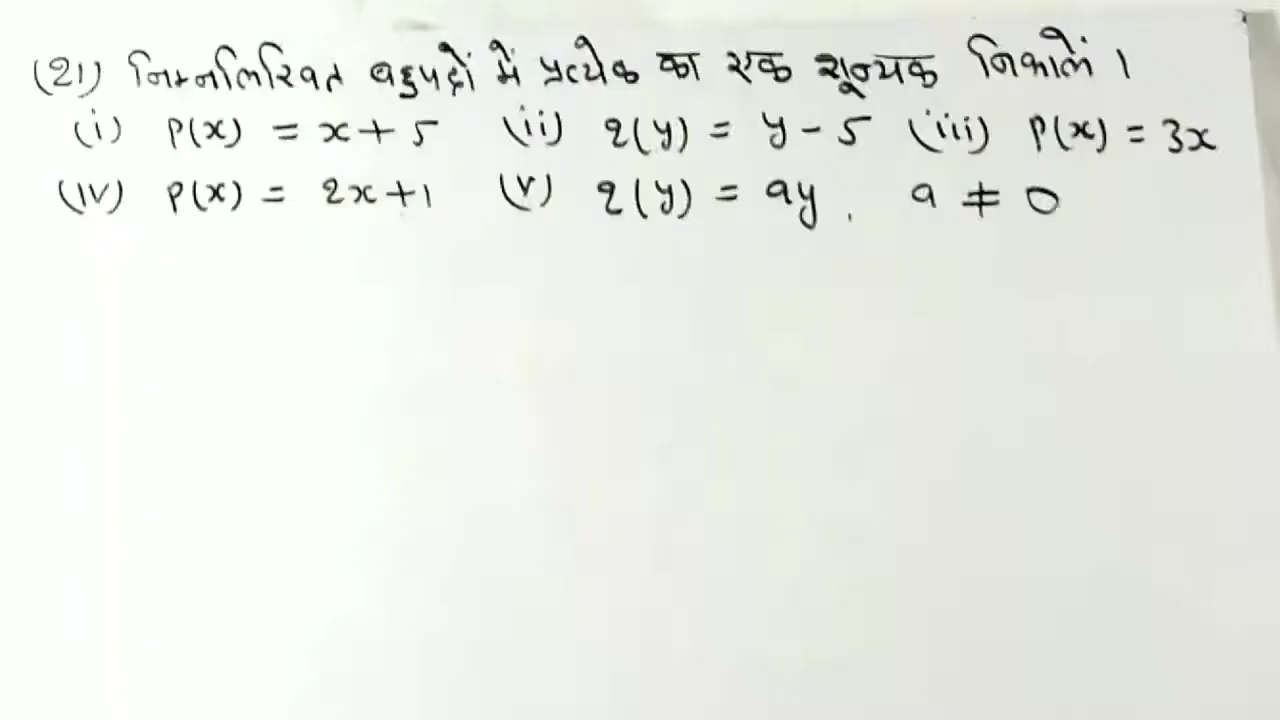 (21) निम्नलिखित बहुपदों में प्रत्येक का एक शून्यक निकालें।
(i) P(x) = x + 5 (ii) q(y) = y - 5 (iii) P(x) = 3x
(iv) P(x) = 2x + 1 (v) q(y) = ay, a ≠ 0